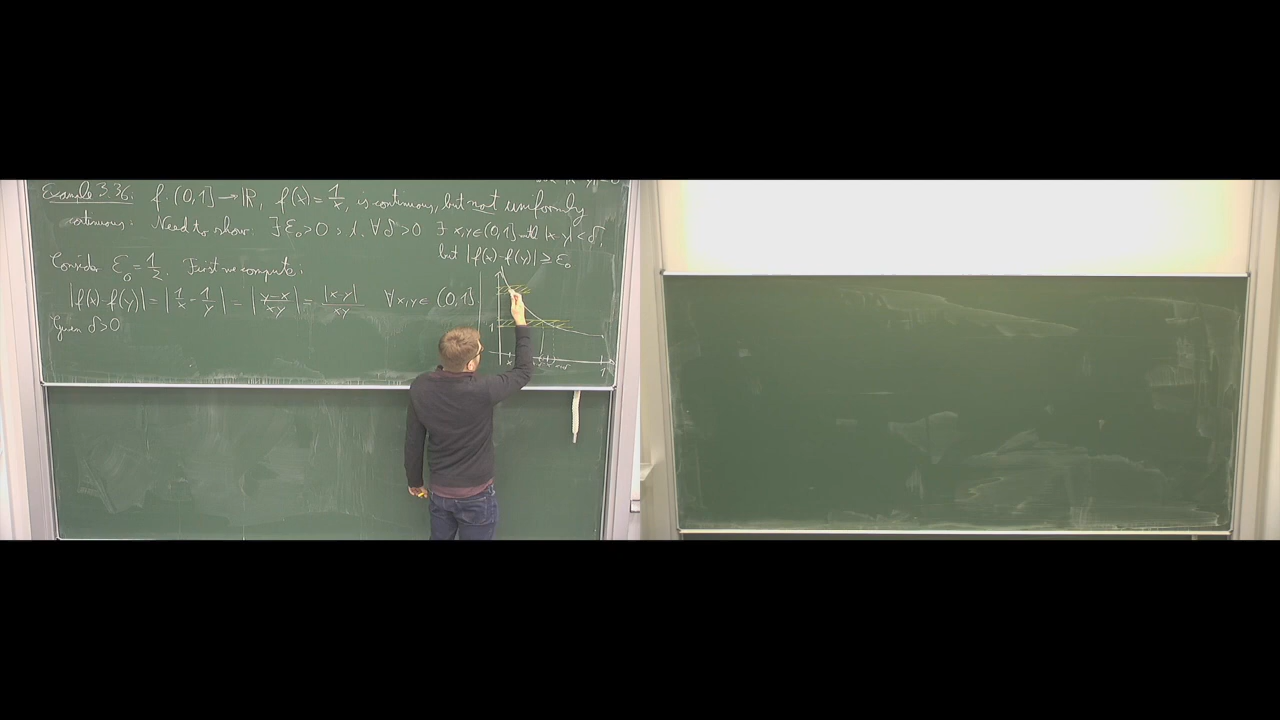 Example 3.36: f: (0,1] → ℝ, f(x) = 1/x, is continuous, but not uniformly
continuous: Need to show: ∃ ε₀ > 0 s.t. ∀ δ > 0 ∃ x,y ∈ (0,1] with |x-y| < δ,
but |f(x)-f(y)| ≥ ε₀
Consider ε₀ = 1/2. First we compute:
|f(x)-f(y)| = |1/x - 1/y| = |(y-x)/(xy)| = |x-y|/(xy) ∀ x,y ∈ (0,1]
Given δ > 0
1
1